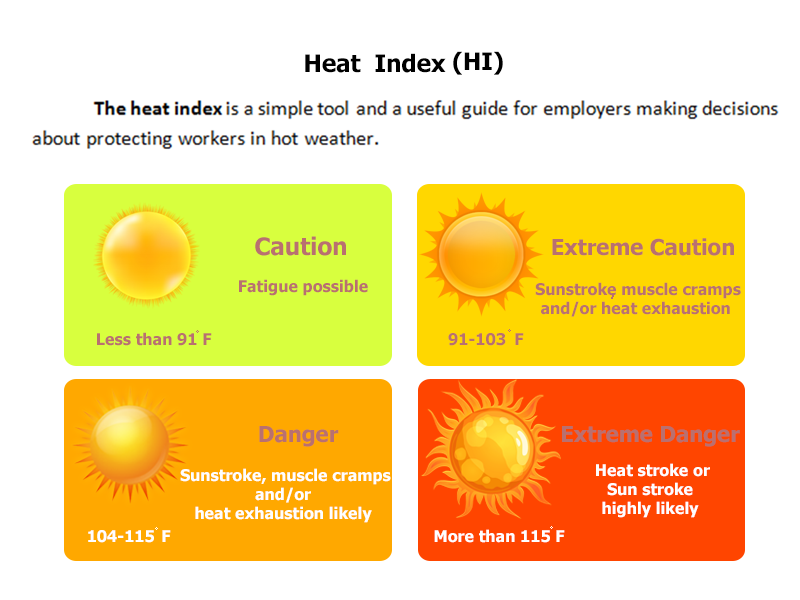 Heat Index (HI)
The heat index is a simple tool and a useful guide for employers making decisions
about protecting workers in hot weather.
Caution
Fatigue possible
Less than 91°F
Extreme Caution
Sunstroke, muscle cramps
and/or heat exhaustion
91-103°F
Danger
Sunstroke, muscle cramps
and/or
heat exhaustion likely
104-115°F
Extreme Danger
Heat stroke or
Sun stroke
highly likely
More than 115°F